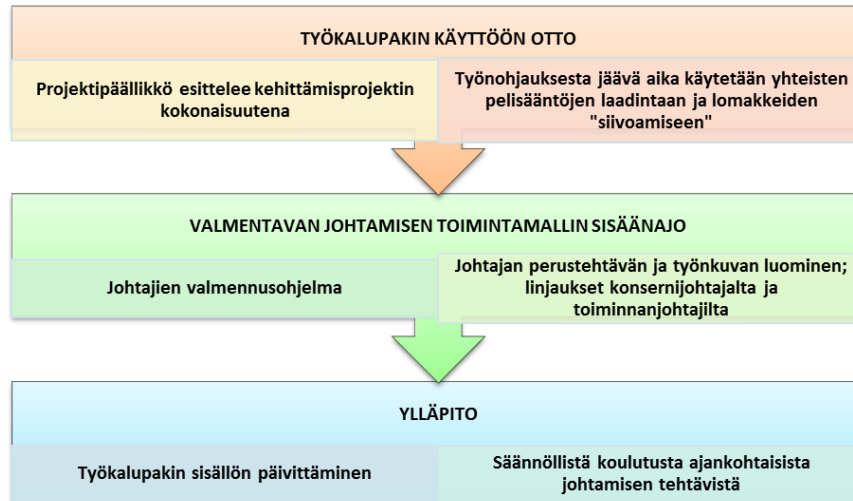 TYÖKALUPAKIN KÄYTTÖÖN OTTO
Projektipäällikkö esittelee kehittämisprojektin
kokonaisuutena
Työnohjauksesta jäävä aika käytetään yhteisten
pelisääntöjen laadintaan ja lomakkeiden
"siivoamiseen"
VALMENTAVAN JOHTAMISEN TOIMINTAMALLIN SISÄÄNAJO
Johtajien valmennusohjelma
Johtajan perustehtävän ja työnkuvan luominen;
linjaukset konsernijohtajalta ja
toiminnanjohtajilta
YLLÄPITO
Työkalupakin sisällön päivittäminen
Säännöllistä koulutusta ajankohtaisista
johtamisen tehtävistä